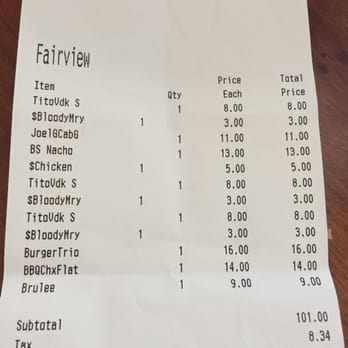 Fairview
Item Qty Price Each Total Price
TitoVdk S 1 8.00 8.00
$BloodyMry 1 3.00 3.00
JoelGCabG 1 11.00 11.00
BS Nacho 1 13.00 13.00
$Chicken 1 5.00 5.00
TitoVdk S 1 8.00 8.00
$BloodyMry 1 3.00 3.00
TitoVdk S 1 8.00 8.00
$BloodyMry 1 3.00 3.00
BurgerTrio 1 16.00 16.00
BBQChxFlat 1 14.00 14.00
Brulee 1 9.00 9.00
Subtotal 101.00
Tax 8.34